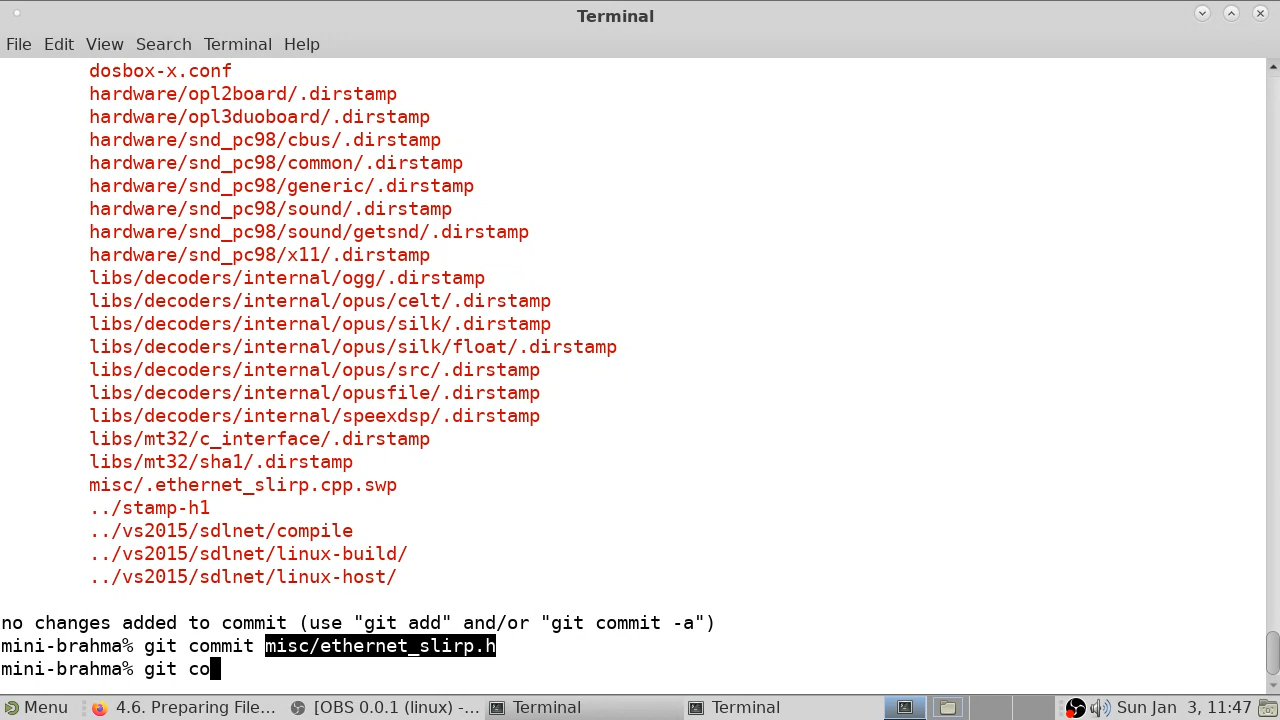 Terminal
File Edit View Search Terminal Help
dosbox-x.conf
hardware/opl2board/.dirstamp
hardware/opl3duoboard/.dirstamp
hardware/snd_pc98/cbus/.dirstamp
hardware/snd_pc98/common/.dirstamp
hardware/snd_pc98/generic/.dirstamp
hardware/snd_pc98/sound/.dirstamp
hardware/snd_pc98/sound/getsnd/.dirstamp
hardware/snd_pc98/x11/.dirstamp
libs/decoders/internal/ogg/.dirstamp
libs/decoders/internal/opus/celt/.dirstamp
libs/decoders/internal/opus/silk/.dirstamp
libs/decoders/internal/opus/silk/float/.dirstamp
libs/decoders/internal/opus/src/.dirstamp
libs/decoders/internal/opusfile/.dirstamp
libs/decoders/internal/speexdsp/.dirstamp
libs/mt32/c_interface/.dirstamp
libs/mt32/sha1/.dirstamp
misc/.ethernet_slirp.cpp.swp
../stamp-h1
../vs2015/sdlnet/compile
../vs2015/sdlnet/linux-build/
../vs2015/sdlnet/linux-host/
no changes added to commit (use "git add" and/or "git commit -a")
mini-brahma% git commit misc/ethernet_slirp.h
mini-brahma% git co
Menu 4.6. Preparing File... [OBS 0.0.1 (linux) -... Terminal Terminal Sun Jan 3, 11:47